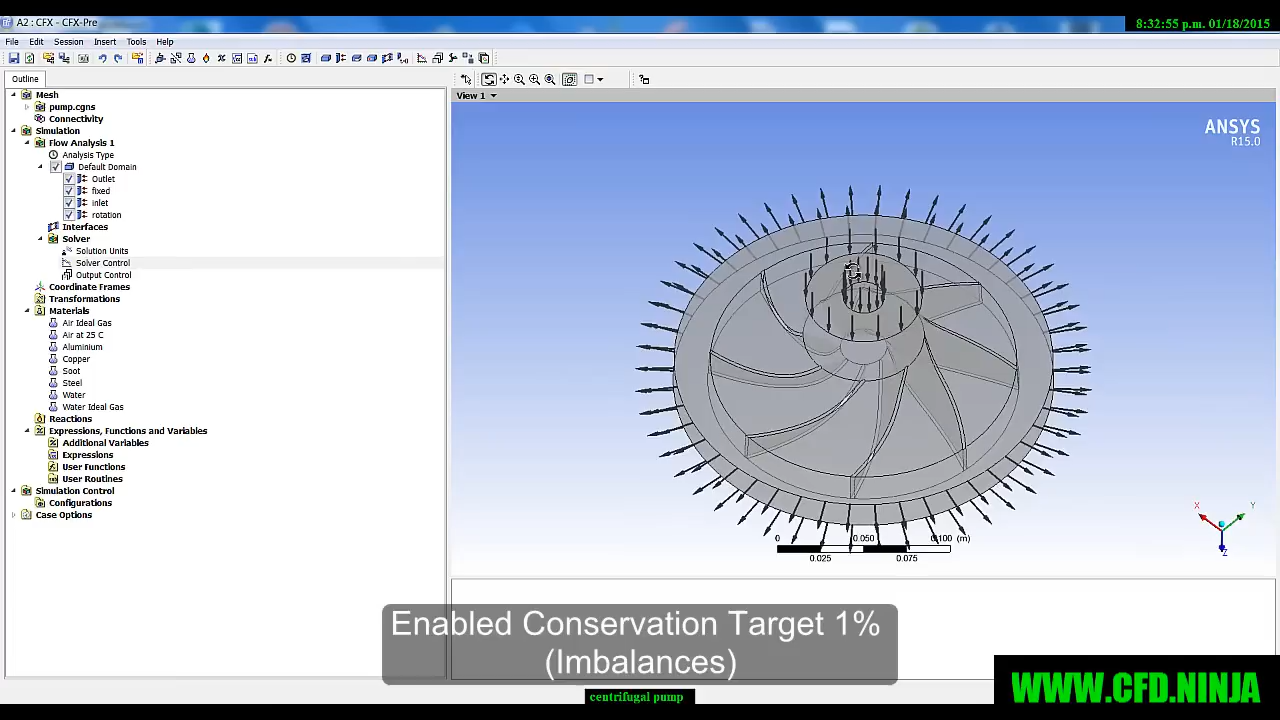 A2 : CFX - CFX-Pre
8:32:55 p.m. 01/18/2015
File Edit Session Insert Tools Help
Outline
View 1
Mesh
pump.cgns
Connectivity
Simulation
Flow Analysis 1
Analysis Type
Default Domain
Outlet
fixed
inlet
rotation
Interfaces
Solver
Solution Units
Solver Control
Output Control
Coordinate Frames
Transformations
Materials
Air Ideal Gas
Air at 25 C
Aluminium
Copper
Soot
Steel
Water
Water Ideal Gas
Reactions
Expressions, Functions and Variables
Additional Variables
Expressions
User Functions
User Routines
Simulation Control
Configurations
Case Options
ANSYS
R15.0
X Y
Z
0 0.050 0.100 (m)
0.025 0.075
Enabled Conservation Target 1%
(Imbalances)
centrifugal pump
WWW.CFD.NINJA